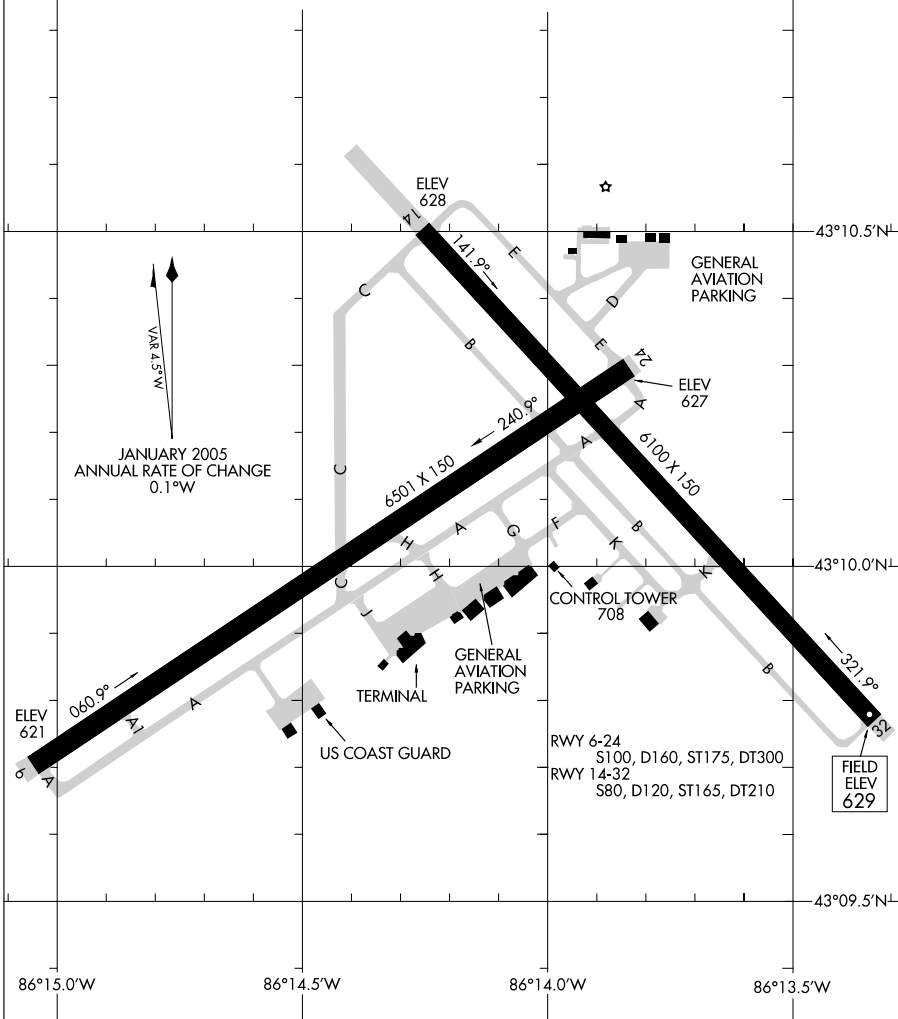 ELEV
628
14
141.9°
E
43°10.5'N
GENERAL
AVIATION
PARKING
C
D
VAR 4.5°W
B
E
24
ELEV
627
A
JANUARY 2005
ANNUAL RATE OF CHANGE
0.1°W
240.9°
A
6501 X 150
6100 X 150
C
H
A
G
F
B
K
43°10.0'N
C
H
K
J
CONTROL TOWER
708
GENERAL
AVIATION
PARKING
TERMINAL
B
321.9°
060.9°
A
A1
ELEV
621
US COAST GUARD
6
A
32
RWY 6-24
S100, D160, ST175, DT300
RWY 14-32
S80, D120, ST165, DT210
FIELD
ELEV
629
43°09.5'N
86°15.0'W
86°14.5'W
86°14.0'W
86°13.5'W